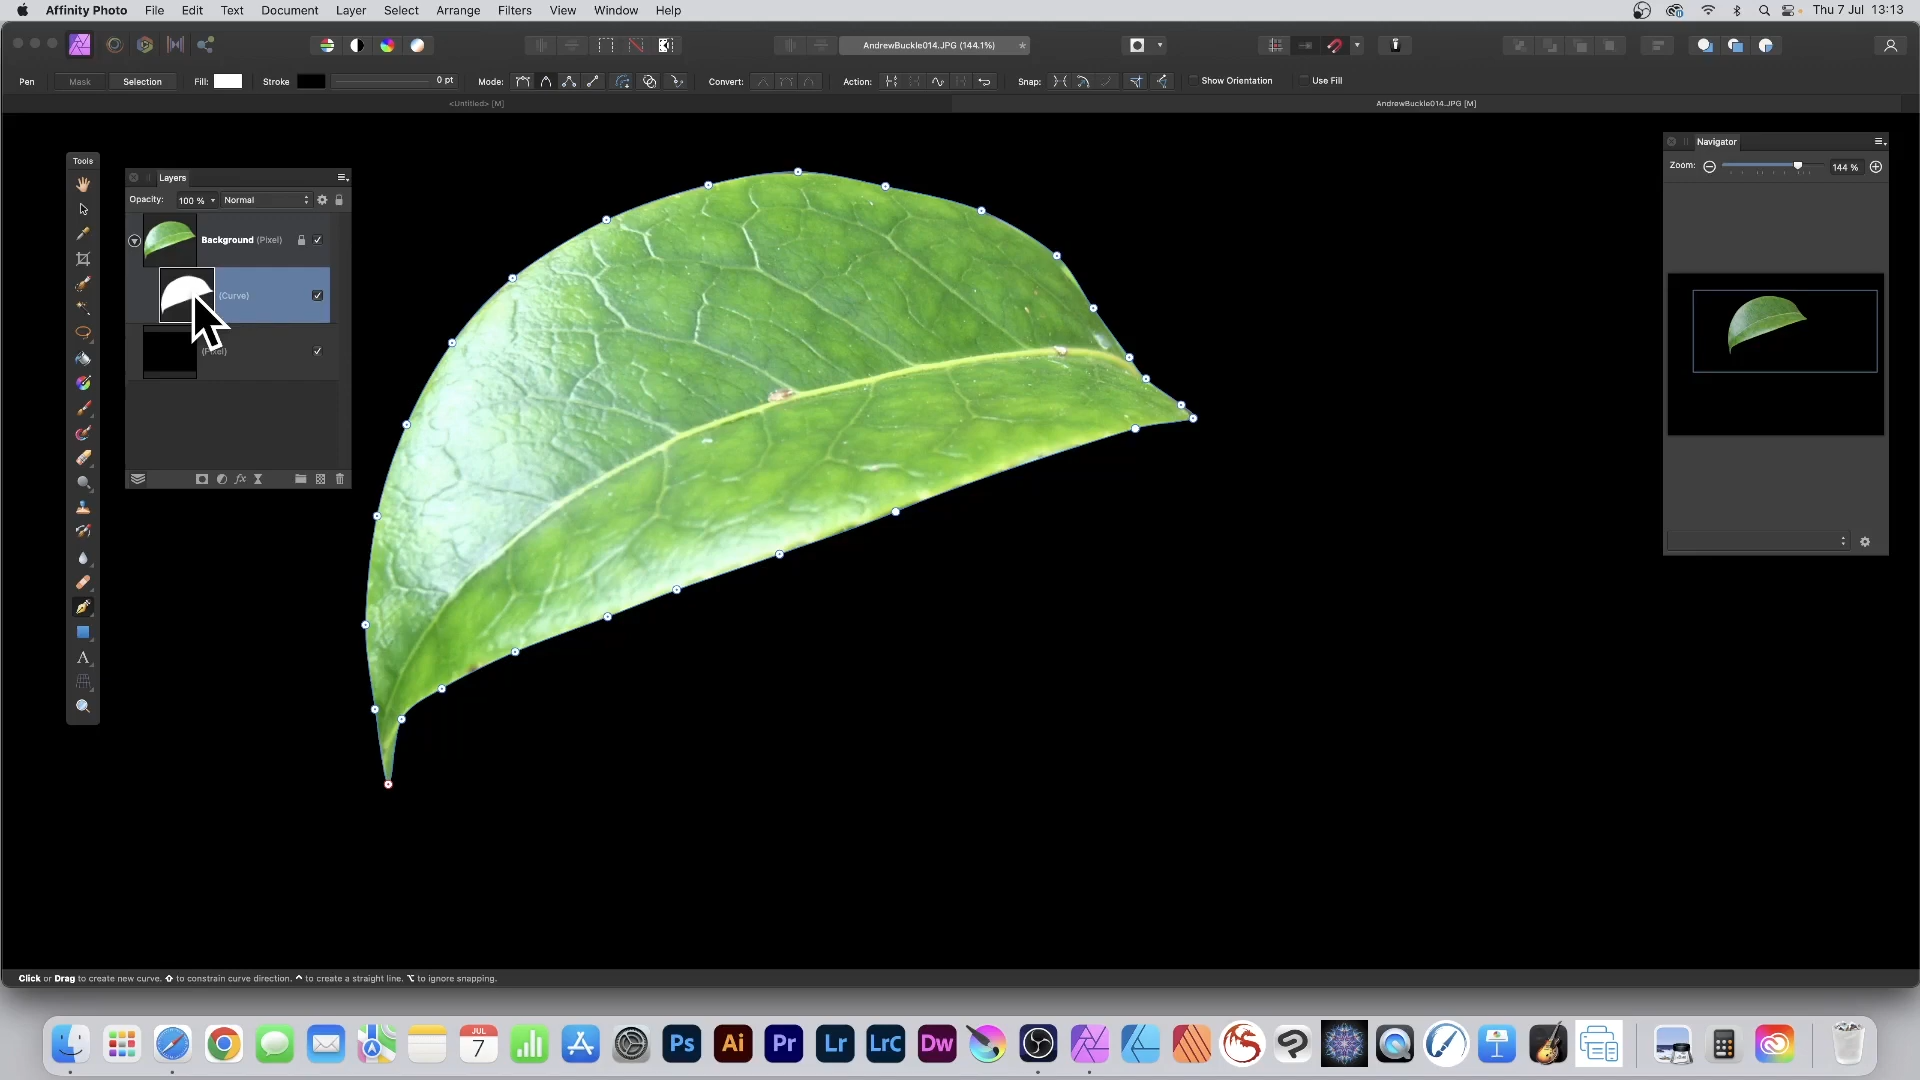 Affinity Photo File Edit Text Document Layer Select Arrange Filters View Window Help Thu 7 Jul 13:13
AndrewBuckle014.JPG (144.1%)
Pen Mask Selection Fill: Stroke 0 pt Mode: Convert: Action: Snap: Show Orientation Use Fill
<Untitled> [M] AndrewBuckle014.JPG [M]
Tools
Layers
Opacity: 100 % Normal
Background (Pixel)
(Curve)
(Pixel)
Navigator
Zoom: 144 %
Click or Drag to create new curve. ⇧ to constrain curve direction. ^ to create a straight line. ⌥ to ignore snapping.
JUL
7
Ps Ai Pr Lr LrC Dw